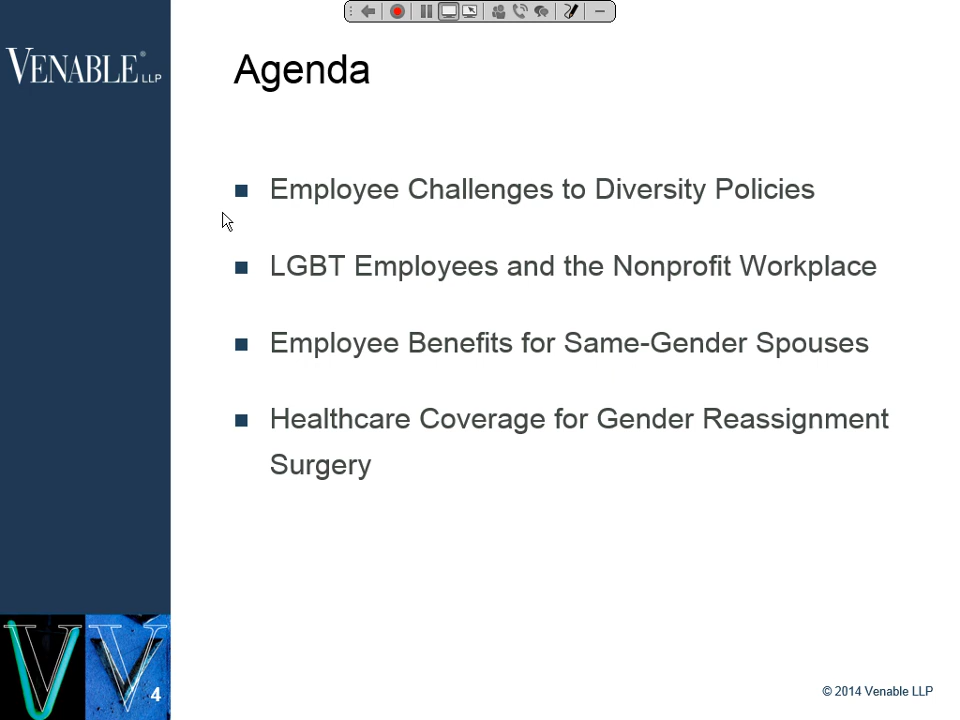 VENABLE® LLP
Agenda
■ Employee Challenges to Diversity Policies
■ LGBT Employees and the Nonprofit Workplace
■ Employee Benefits for Same-Gender Spouses
■ Healthcare Coverage for Gender Reassignment
Surgery
V V
4
© 2014 Venable LLP